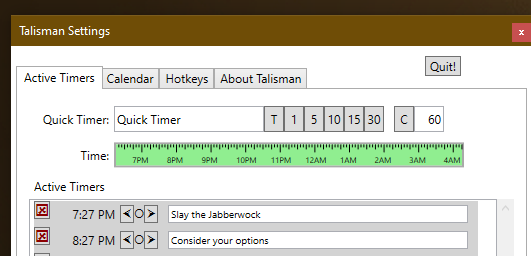 Talisman Settings x
Quit!
Active Timers Calendar Hotkeys About Talisman
Quick Timer: Quick Timer T 1 5 10 15 30 C 60
Time: 7PM 8PM 9PM 10PM 11PM 12AM 1AM 2AM 3AM 4AM
Active Timers
7:27 PM Slay the Jabberwock
8:27 PM Consider your options